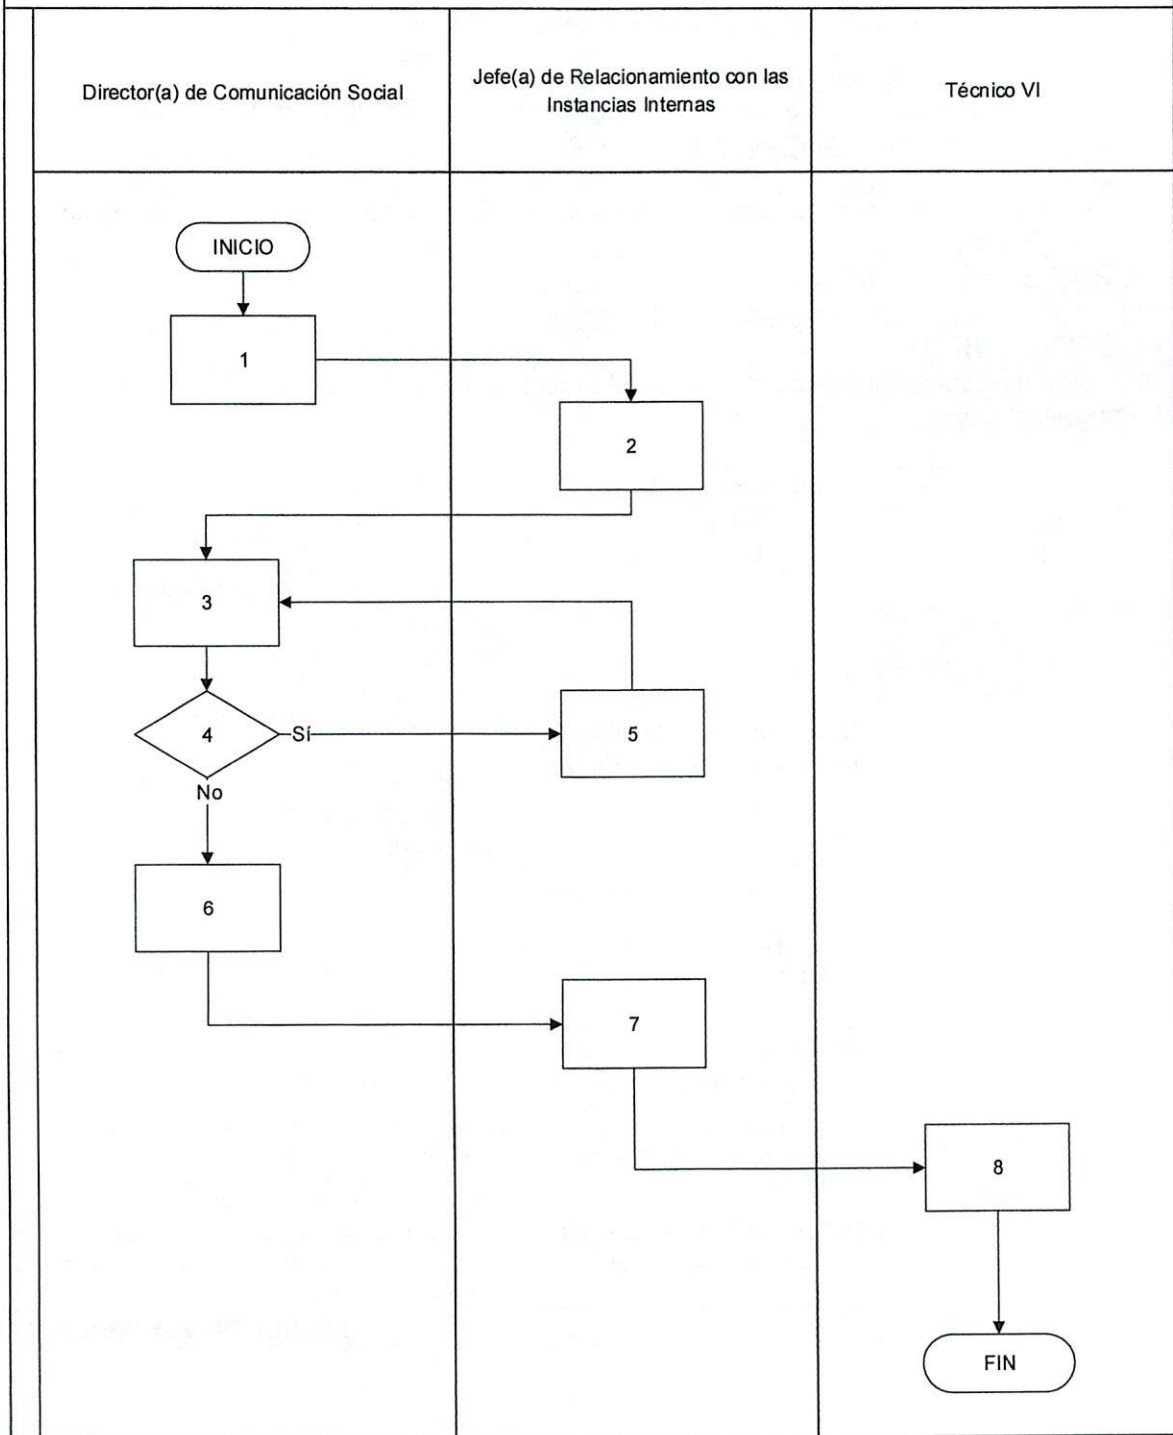 Director(a) de Comunicación Social
Jefe(a) de Relacionamiento con las
Instancias Internas
Técnico VI
INICIO
1
2
3
4
Sí
5
No
6
7
8
FIN